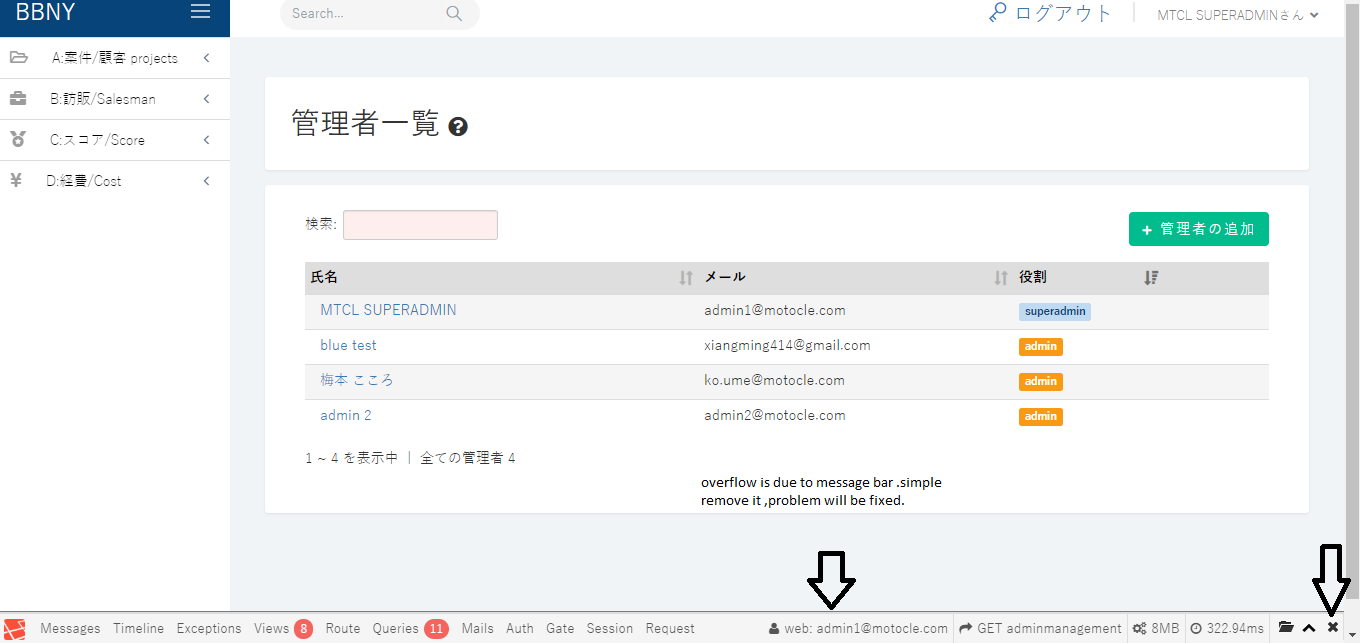 BBNY
Search...
ログアウト
MTCL SUPERADMINさん
A:案件/顧客 projects
B:訪販/Salesman
C:スコア/Score
D:経費/Cost
管理者一覧
検索:
+ 管理者の追加
氏名 メール 役割
MTCL SUPERADMIN admin1@motocle.com superadmin
blue test xiangming414@gmail.com admin
梅本 こころ ko.ume@motocle.com admin
admin 2 admin2@motocle.com admin
1 ~ 4 を表示中 | 全ての管理者 4
overflow is due to message bar .simple
remove it ,problem will be fixed.
Messages Timeline Exceptions Views 8 Route Queries 11 Mails Auth Gate Session Request web: admin1@motocle.com GET adminmanagement 8MB 322.94ms